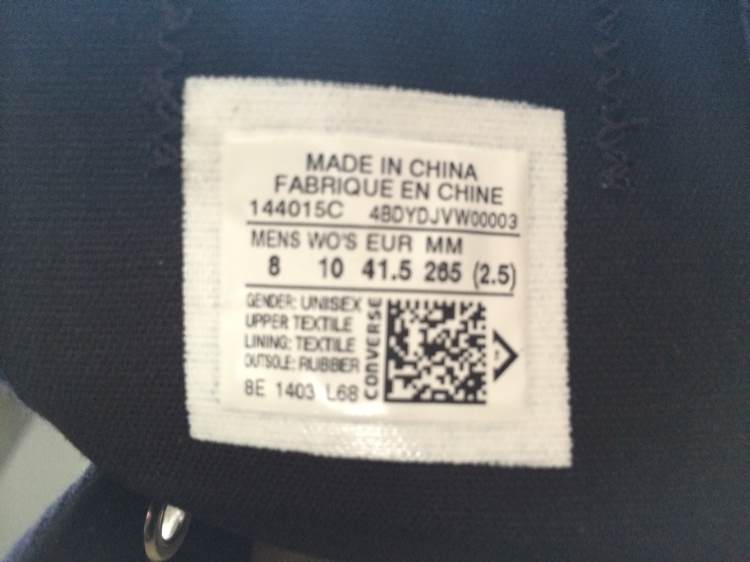 MADE IN CHINA
FABRIQUE EN CHINE
144015C 4BDYDJVW00003
MENS WO'S EUR MM
8 10 41.5 265 (2.5)
GENDER: UNISEX
UPPER TEXTILE
LINING: TEXTILE
OUTSOLE: RUBBER
8E 1403 L68
CONVERSE